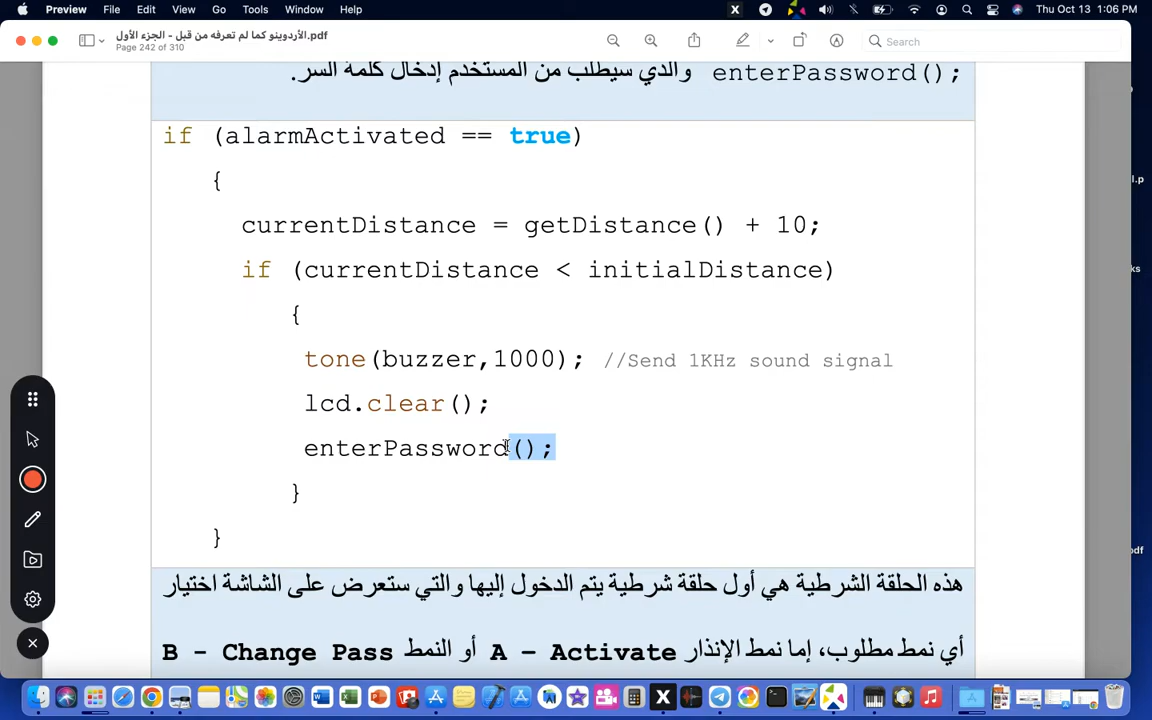 Preview File Edit View Go Tools Window Help
Thu Oct 13 1:06 PM
الأردوينو كما لم تعرفه من قبل - الجزء الأول.pdf
Page 242 of 310
Search
enterPassword(); والذي سيطلب من المستخدم إدخال كلمة السر.
if (alarmActivated == true)
{
currentDistance = getDistance() + 10;
if (currentDistance < initialDistance)
{
tone(buzzer,1000); //Send 1KHz sound signal
lcd.clear();
enterPassword();
}
}
هذه الحلقة الشرطية هي أول حلقة شرطية يتم الدخول إليها والتي ستعرض على الشاشة اختيار
أي نمط مطلوب، إما نمط الإنذار A – Activate أو النمط B - Change Pass